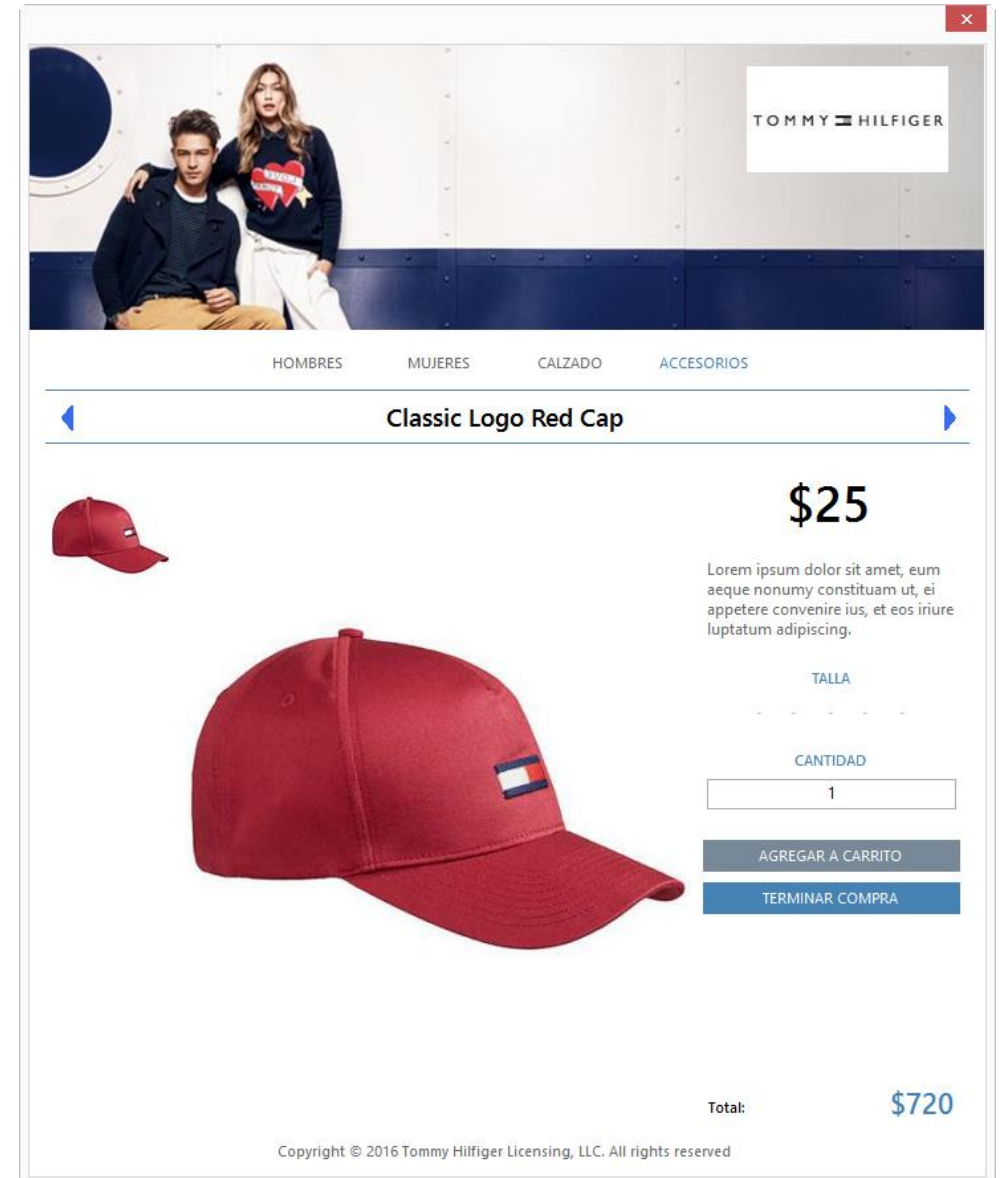 TOMMY HILFIGER
HOMBRES MUJERES CALZADO ACCESORIOS
Classic Logo Red Cap
$25
Lorem ipsum dolor sit amet, eum
aeque nonumy constituam ut, ei
appetere convenire ius, et eos iriure
luptatum adipiscing.
TALLA
- - - - -
CANTIDAD
1
AGREGAR A CARRITO
TERMINAR COMPRA
Total: $720
Copyright © 2016 Tommy Hilfiger Licensing, LLC. All rights reserved